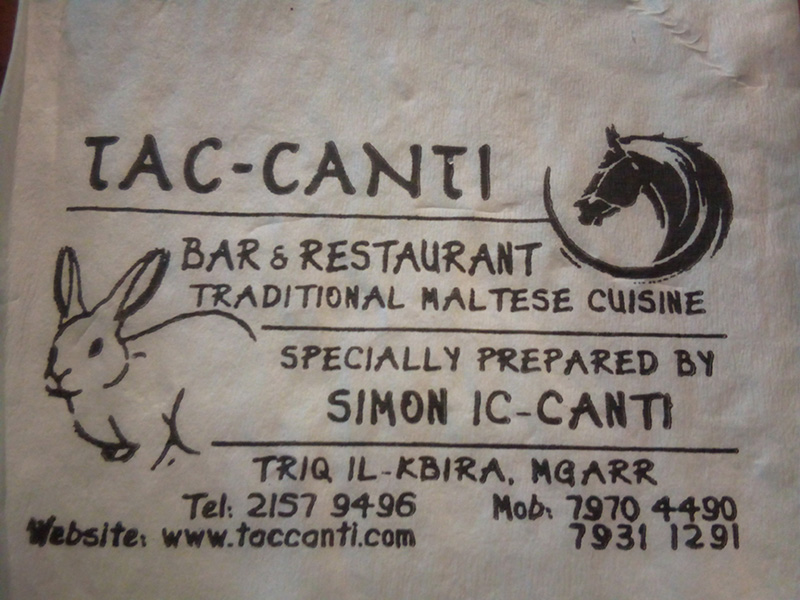 TAC-CANTI
BAR & RESTAURANT
TRADITIONAL MALTESE CUISINE
SPECIALLY PREPARED BY
SIMON IC-CANTI
TRIQ IL-KBIRA, MGARR
Tel: 2157 9496 Mob: 7970 4490
Website: www.taccanti.com 7931 1291